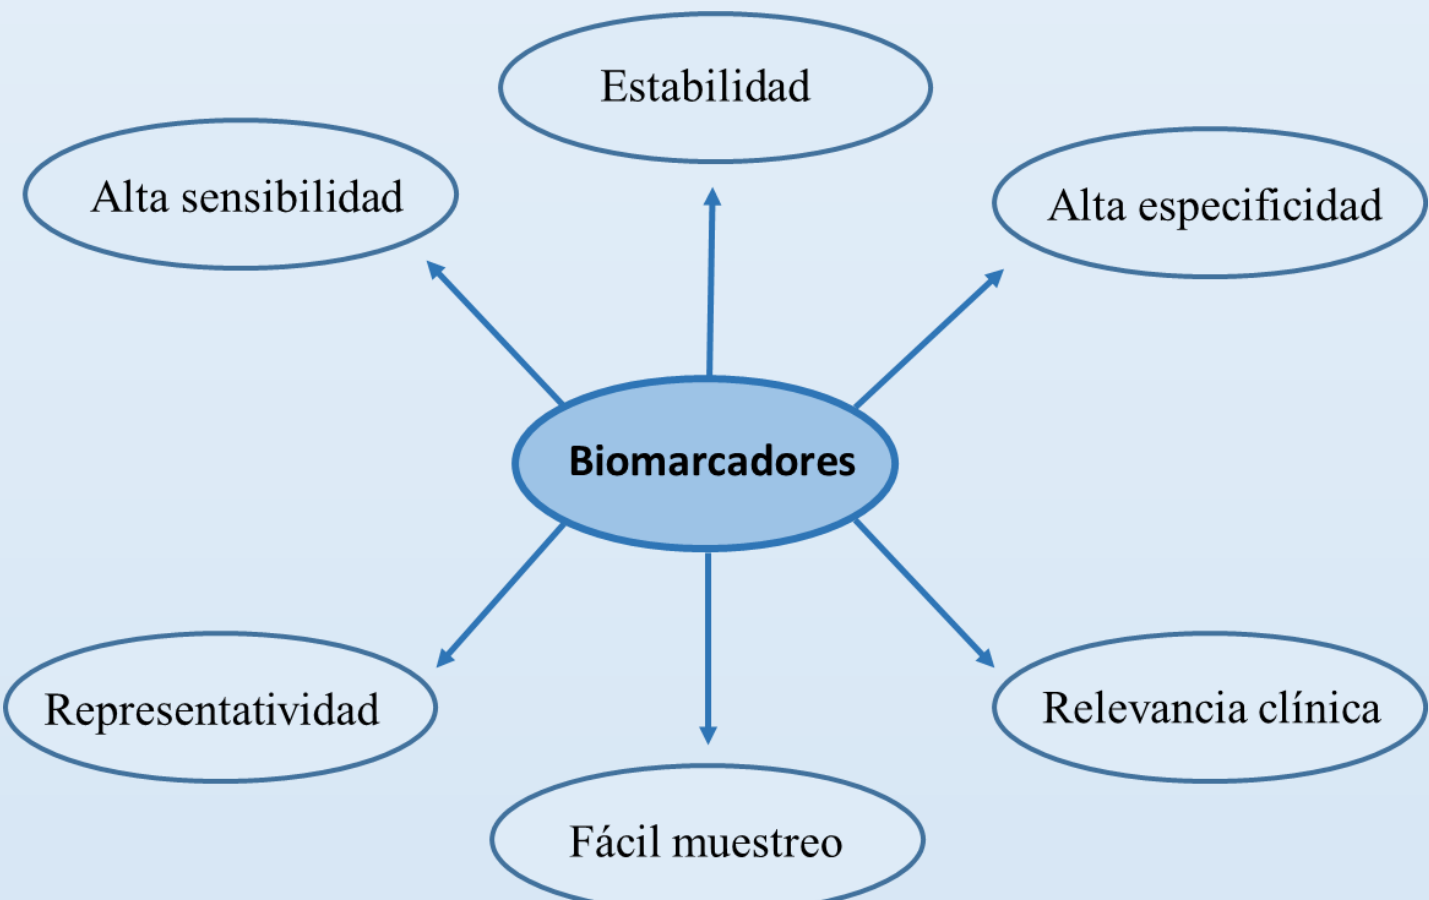 Estabilidad
Alta sensibilidad
Alta especificidad
Biomarcadores
Representatividad
Relevancia clínica
Fácil muestreo